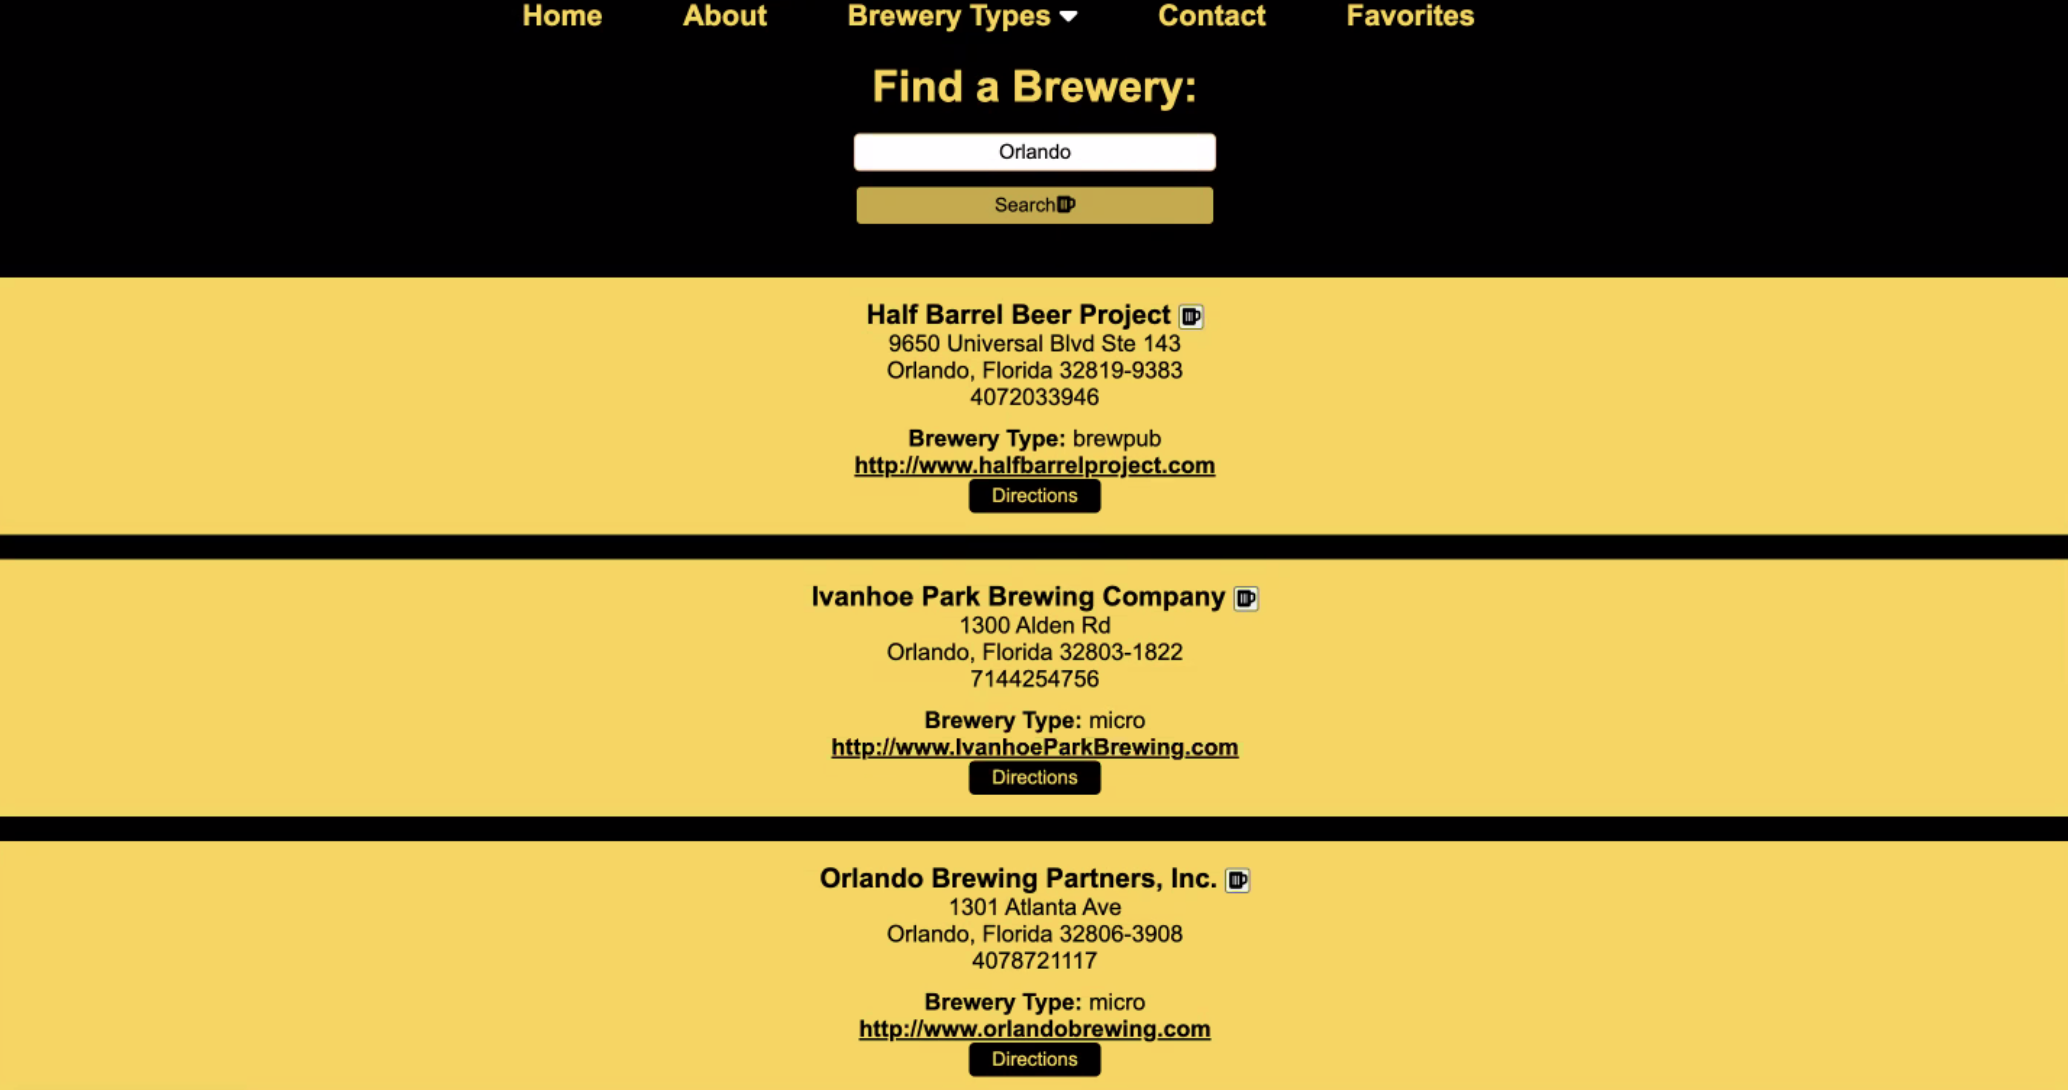 Home About Brewery Types Contact Favorites
Find a Brewery:
Orlando
Search
Half Barrel Beer Project
9650 Universal Blvd Ste 143
Orlando, Florida 32819-9383
4072033946
Brewery Type: brewpub
http://www.halfbarrelproject.com
Directions
Ivanhoe Park Brewing Company
1300 Alden Rd
Orlando, Florida 32803-1822
7144254756
Brewery Type: micro
http://www.IvanhoeParkBrewing.com
Directions
Orlando Brewing Partners, Inc.
1301 Atlanta Ave
Orlando, Florida 32806-3908
4078721117
Brewery Type: micro
http://www.orlandobrewing.com
Directions